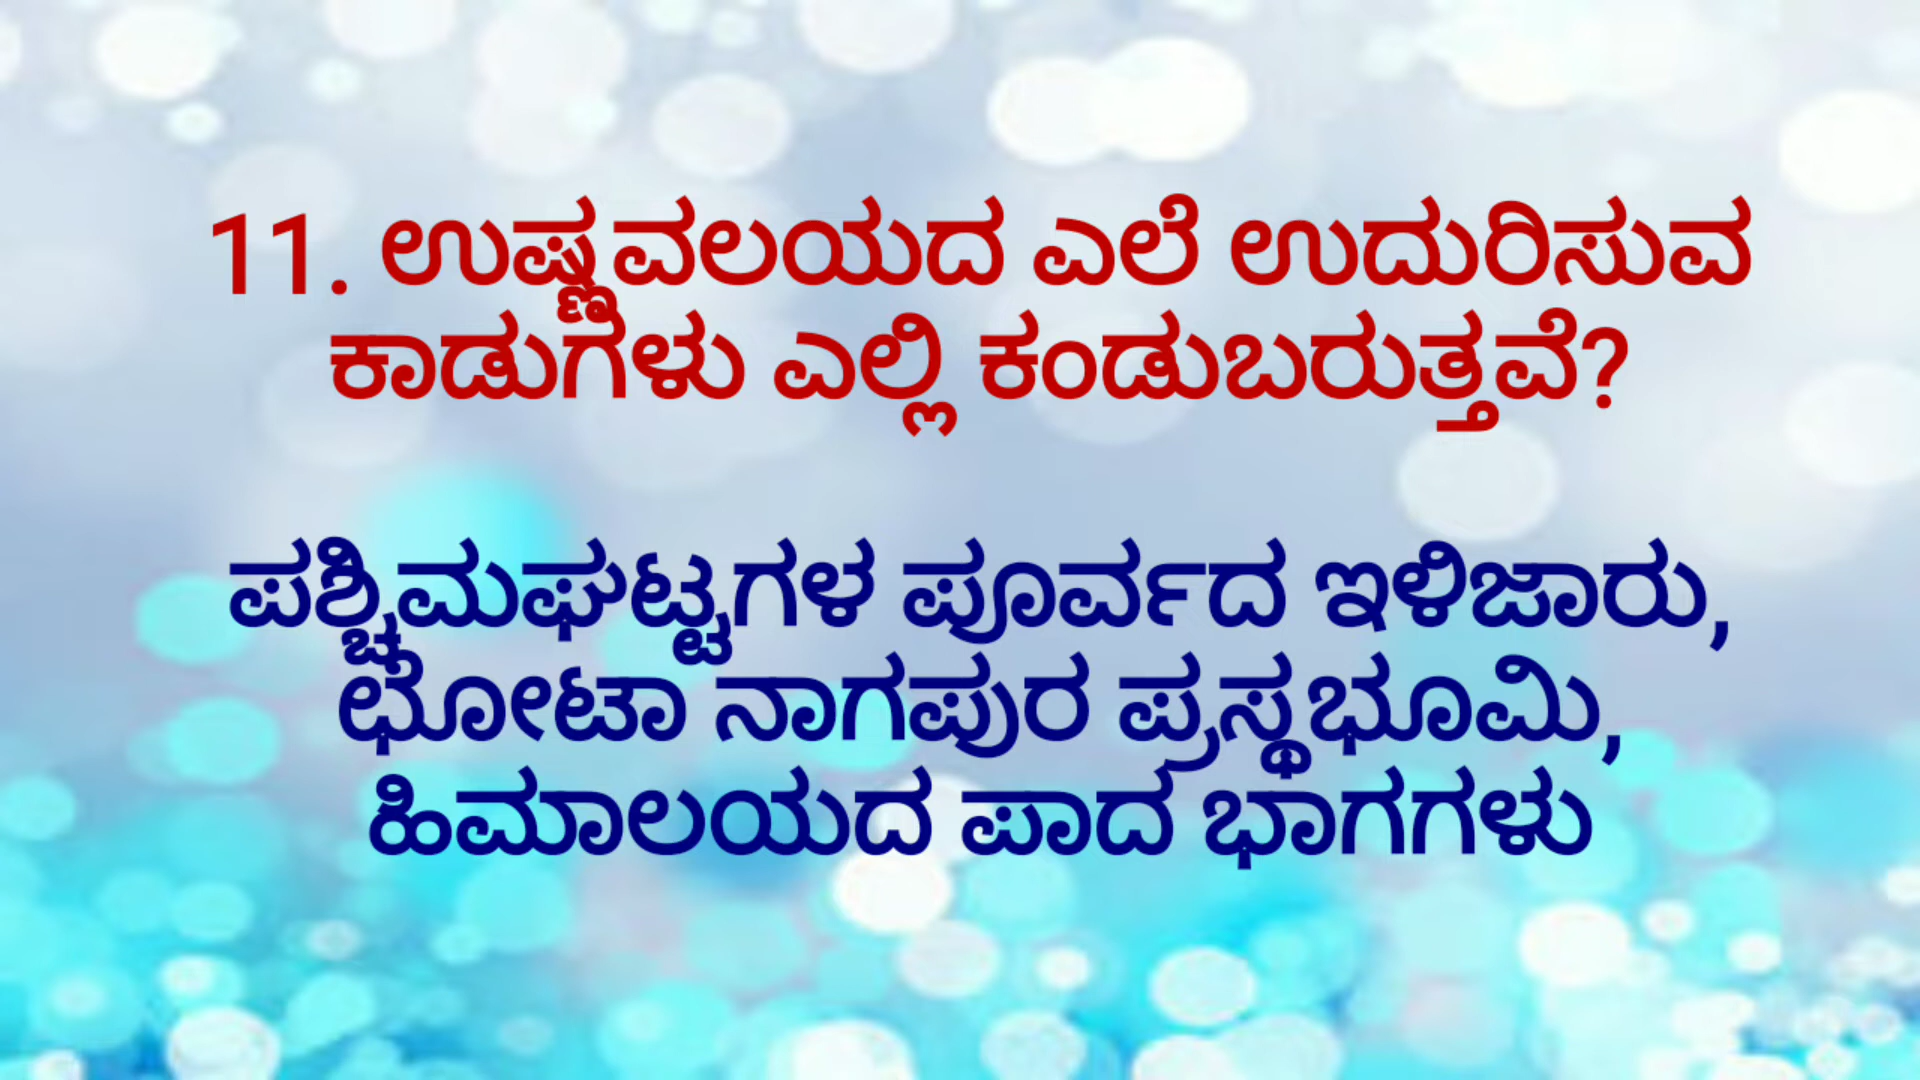 11. ಉಷ್ಣವಲಯದ ಎಲೆ ಉದುರಿಸುವ
ಕಾಡುಗಳು ಎಲ್ಲಿ ಕಂಡುಬರುತ್ತವೆ?
ಪಶ್ಚಿಮಘಟ್ಟಗಳ ಪೂರ್ವದ ಇಳಿಜಾರು,
ಛೋಟಾ ನಾಗಪುರ ಪ್ರಸ್ಥಭೂಮಿ,
ಹಿಮಾಲಯದ ಪಾದ ಭಾಗಗಳು